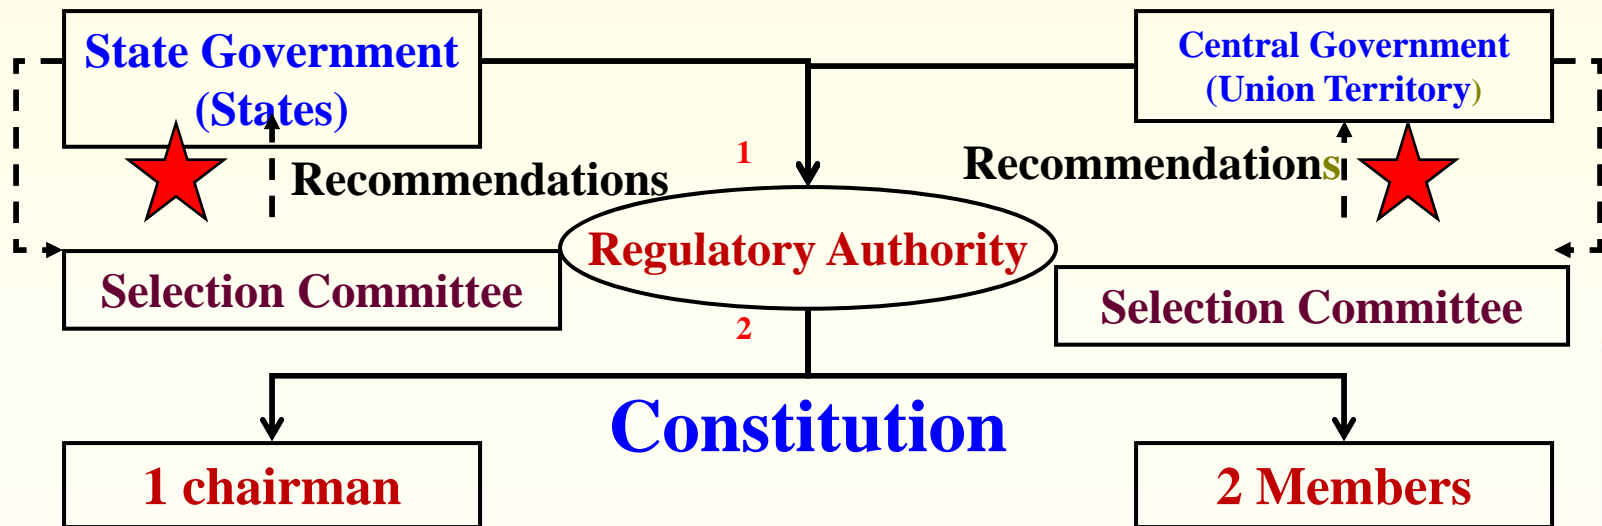 State Government
(States)
Central Government
(Union Territory)
1
Recommendations
Recommendations
Regulatory Authority
Selection Committee
Selection Committee
2
Constitution
1 chairman
2 Members